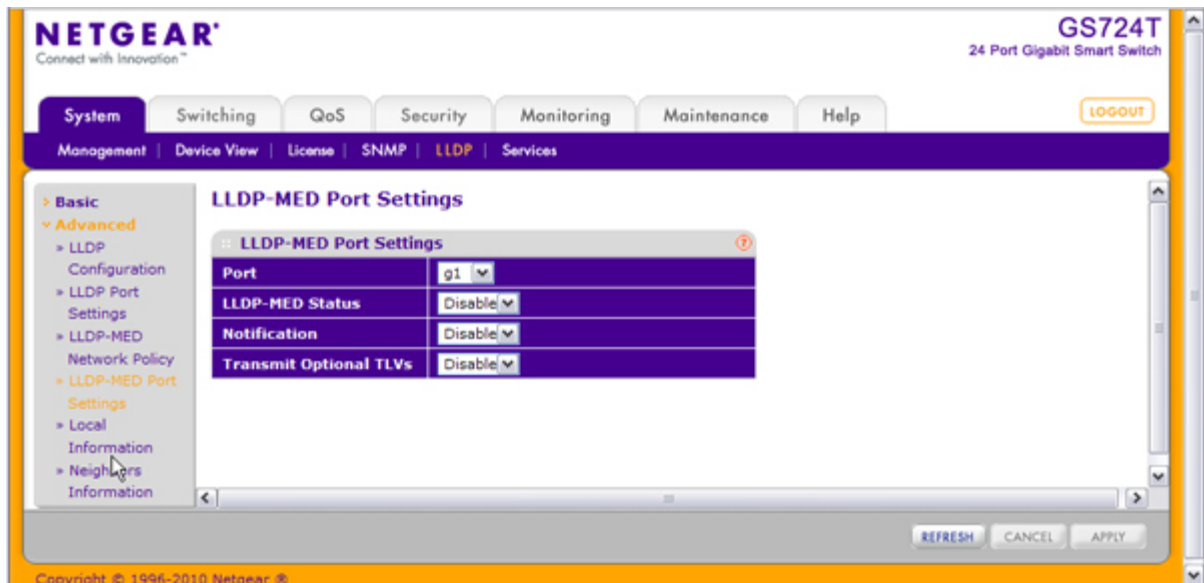 NETGEAR®
Connect with Innovation™
GS724T
24 Port Gigabit Smart Switch
System Switching QoS Security Monitoring Maintenance Help
LOGOUT
Management | Device View | License | SNMP | LLDP | Services
Basic
Advanced
» LLDP
Configuration
» LLDP Port
Settings
» LLDP-MED
Network Policy
» LLDP-MED Port
Settings
» Local
Information
» Neighbors
Information
LLDP-MED Port Settings
LLDP-MED Port Settings
?
Port g1
LLDP-MED Status Disable
Notification Disable
Transmit Optional TLVs Disable
REFRESH CANCEL APPLY
Copyright © 1996-2010 Netgear ®